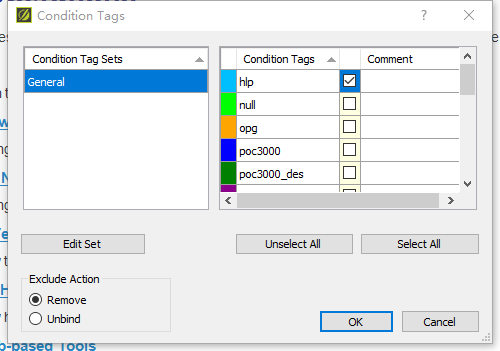 Condition Tags
Condition Tag Sets
General
Condition Tags Comment
hlp
null
opg
poc3000
poc3000_des
Edit Set
Unselect All
Select All
Exclude Action
Remove
Unbind
OK
Cancel
b-based Tools